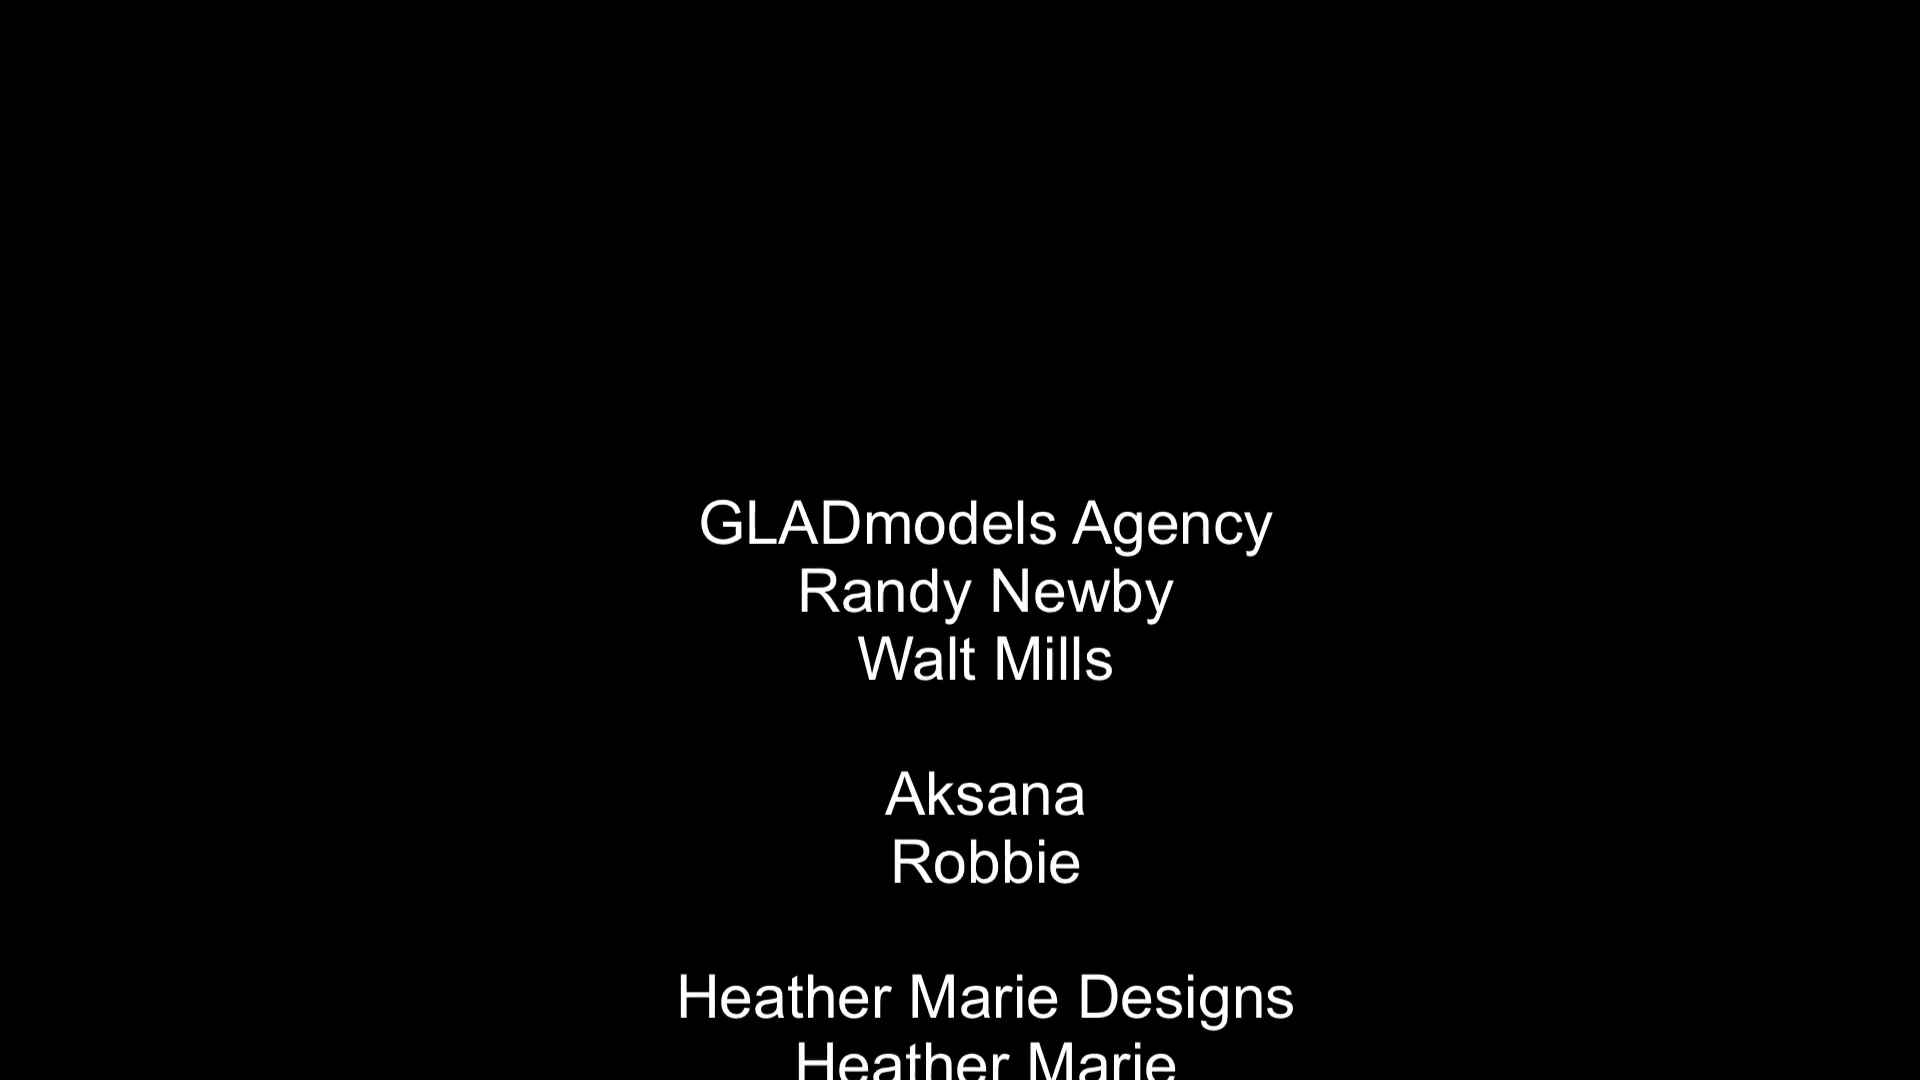 GLADmodels Agency
Randy Newby
Walt Mills
Aksana
Robbie
Heather Marie Designs
Heather Marie